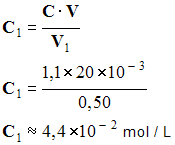 C₁ = C · V / V₁
C₁ = 1,1 × 20 × 10⁻³ / 0,50
C₁ ≈ 4,4 × 10⁻² mol / L